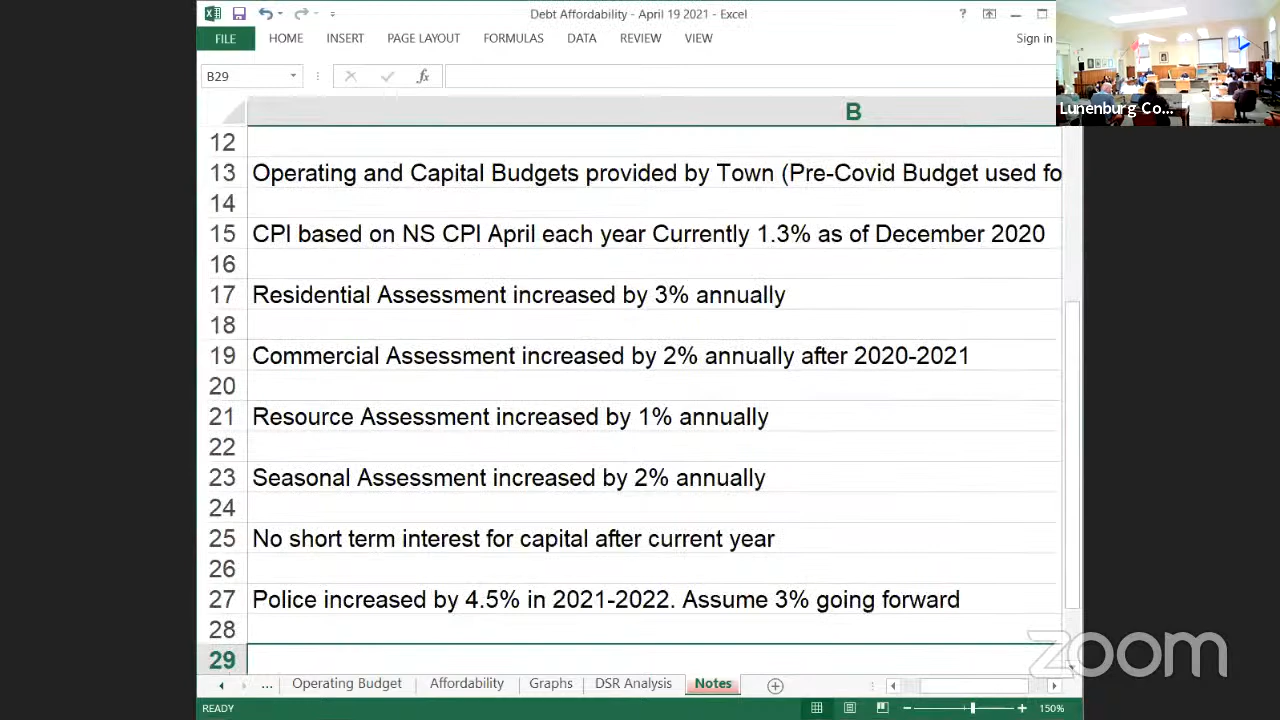 Debt Affordability - April 19 2021 - Excel
?
FILE HOME INSERT PAGE LAYOUT FORMULAS DATA REVIEW VIEW Sign in
B29 fx
Lunenburg Co...
B
12
13 Operating and Capital Budgets provided by Town (Pre-Covid Budget used fo
14
15 CPI based on NS CPI April each year Currently 1.3% as of December 2020
16
17 Residential Assessment increased by 3% annually
18
19 Commercial Assessment increased by 2% annually after 2020-2021
20
21 Resource Assessment increased by 1% annually
22
23 Seasonal Assessment increased by 2% annually
24
25 No short term interest for capital after current year
26
27 Police increased by 4.5% in 2021-2022. Assume 3% going forward
28
29
zoom
... Operating Budget Affordability Graphs DSR Analysis Notes
READY 150%